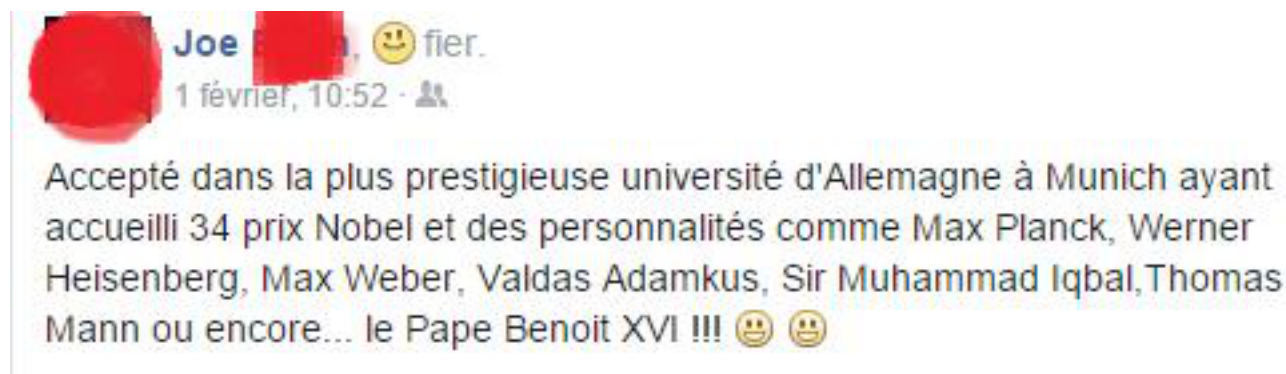 Joe , fier.
1 février, 10:52 ·
Accepté dans la plus prestigieuse université d'Allemagne à Munich ayant
accueilli 34 prix Nobel et des personnalités comme Max Planck, Werner
Heisenberg, Max Weber, Valdas Adamkus, Sir Muhammad Iqbal,Thomas
Mann ou encore... le Pape Benoit XVI !!!